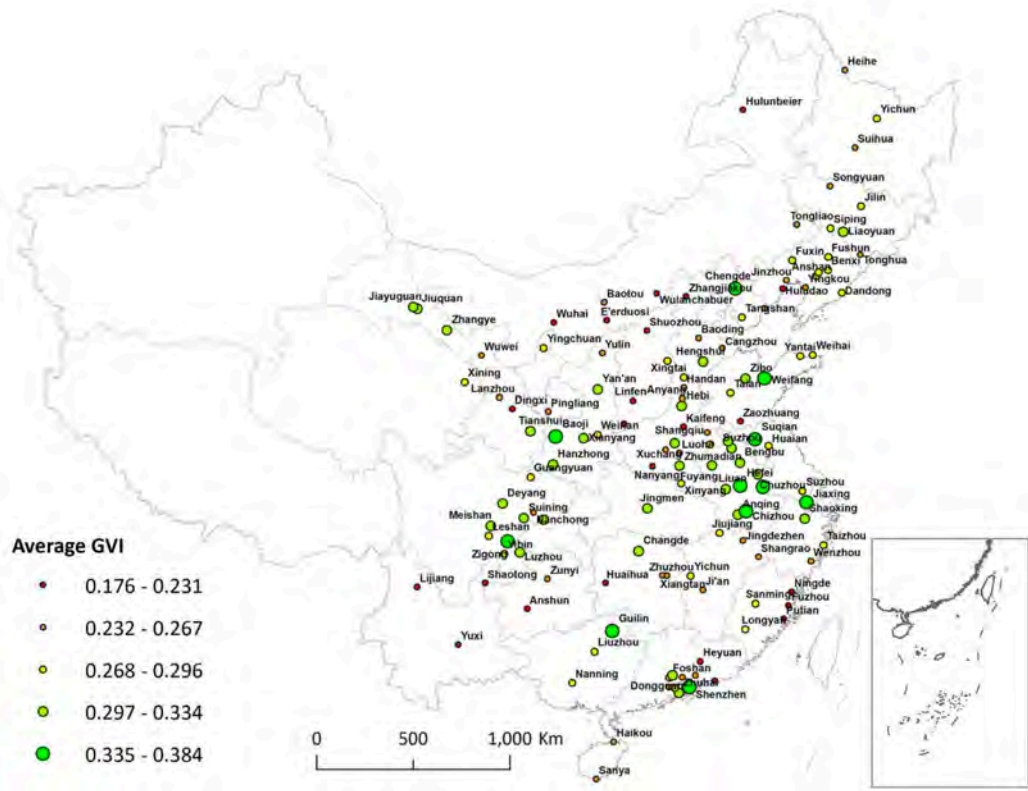 Heihe
Hulunbeier
Yichun
Suihua
Songyuan
Jilin
Tongliao
Siping
Liaoyuan
Fuxin
Fushun
Anshan
Benxi
Tonghua
Chengde
Jinzhou
Yingkou
Zhangjiakou
Huludao
Dandong
Jiayuguan
Jiuquan
Baotou
Wulanchabuer
Zhangye
Wuhai
E'erduosi
Shuozhou
Tangshan
Baoding
Wuwei
Yingchuan
Yulin
Cangzhou
Hengshui
Yantai
Weihai
Xining
Xingtai
Zibo
Lanzhou
Yan'an
Handan
Weifang
Dingxi
Linfen
Anyang
Taian
Pingliang
Hebi
Tianshui
Baoji
Weinan
Kaifeng
Zaozhuang
Xianyang
Shangqiu
Suqian
Luohe
Suzhou
Huaian
Hanzhong
Xuchang
Zhumadian
Bengbu
Guangyuan
Nanyang
Fuyang
Liuan
Hefei
Xinyang
Chuzhou
Suzhou
Deyang
Jiaxing
Suining
Jingmen
Anqing
Shaoxing
Meishan
Nanchong
Chizhou
Leshan
Jiujiang
Average GVI
Yibin
Changde
Jingdezhen
Taizhou
Zigong
Luzhou
Shangrao
Wenzhou
0.176 - 0.231
Lijiang
Shaotong
Zunyi
Huaihua
Zhuzhou
Yichun
Xiangtan
Ji'an
Ningde
0.232 - 0.267
Anshun
Sanming
Fuzhou
Putian
Guilin
Longyan
0.268 - 0.296
Yuxi
Liuzhou
Heyuan
0.297 - 0.334
Nanning
Foshan
Dongguan
Zhuhai
Shenzhen
0.335 - 0.384
0
500
1,000 Km
Haikou
Sanya